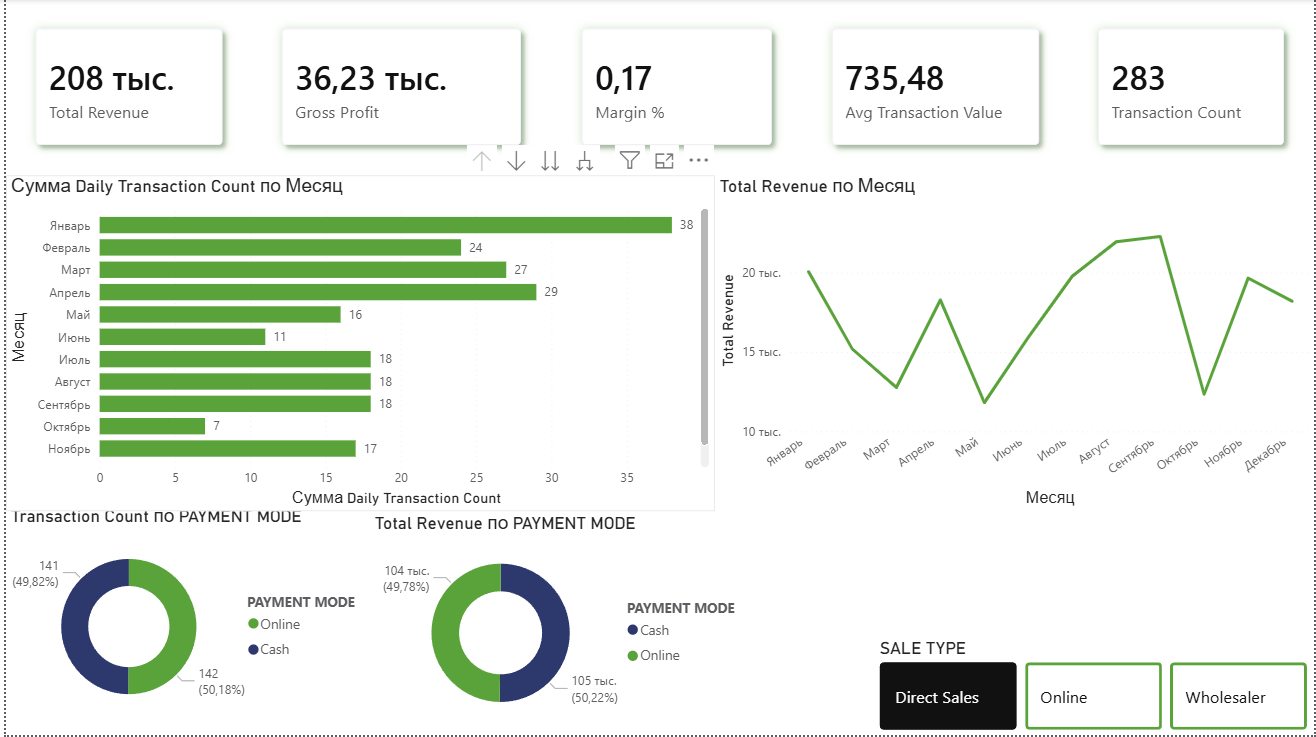 208 тыс.
Total Revenue
36,23 тыс.
Gross Profit
0,17
Margin %
735,48
Avg Transaction Value
283
Transaction Count
Сумма Daily Transaction Count по Месяц
Месяц
Январь 38
Февраль 24
Март 27
Апрель 29
Май 16
Июнь 11
Июль 18
Август 18
Сентябрь 18
Октябрь 7
Ноябрь 17
0 5 10 15 20 25 30 35
Сумма Daily Transaction Count
Total Revenue по Месяц
Total Revenue
20 тыс.
15 тыс.
10 тыс.
Январь Февраль Март Апрель Май Июнь Июль Август Сентябрь Октябрь Ноябрь Декабрь
Месяц
Transaction Count по PAYMENT MODE
141
(49,82%)
142
(50,18%)
PAYMENT MODE
Online
Cash
Total Revenue по PAYMENT MODE
104 тыс.
(49,78%)
105 тыс.
(50,22%)
PAYMENT MODE
Cash
Online
SALE TYPE
Direct Sales
Online
Wholesaler